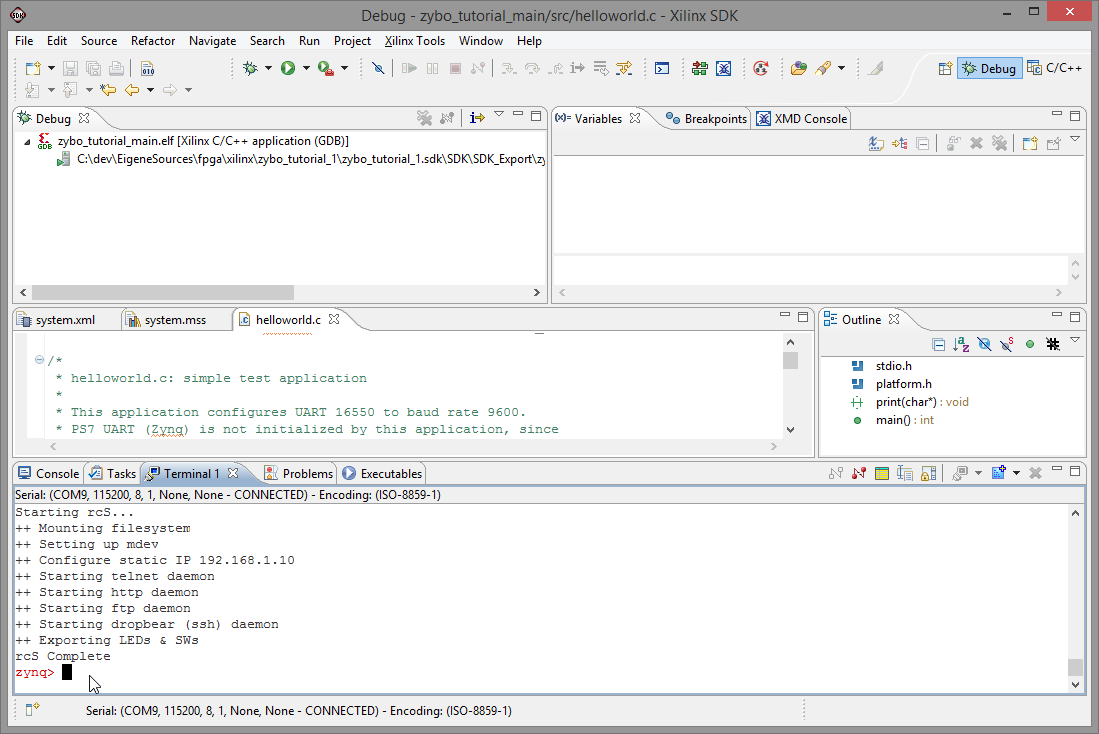 SDK
Debug - zybo_tutorial_main/src/helloworld.c - Xilinx SDK
File Edit Source Refactor Navigate Search Run Project Xilinx Tools Window Help
010
Debug C/C++
Debug
zybo_tutorial_main.elf [Xilinx C/C++ application (GDB)]
C:\dev\EigeneSources\fpga\xilinx\zybo_tutorial_1\zybo_tutorial_1.sdk\SDK\SDK_Export\zy
(x)= Variables Breakpoints XMD Console
system.xml system.mss helloworld.c
/*
* helloworld.c: simple test application
*
* This application configures UART 16550 to baud rate 9600.
* PS7 UART (Zynq) is not initialized by this application, since
Outline
stdio.h
platform.h
print(char*) : void
main() : int
Console Tasks Terminal 1 Problems Executables
Serial: (COM9, 115200, 8, 1, None, None - CONNECTED) - Encoding: (ISO-8859-1)
Starting rcS...
++ Mounting filesystem
++ Setting up mdev
++ Configure static IP 192.168.1.10
++ Starting telnet daemon
++ Starting http daemon
++ Starting ftp daemon
++ Starting dropbear (ssh) daemon
++ Exporting LEDs & SWs
rcS Complete
zynq>
Serial: (COM9, 115200, 8, 1, None, None - CONNECTED) - Encoding: (ISO-8859-1)